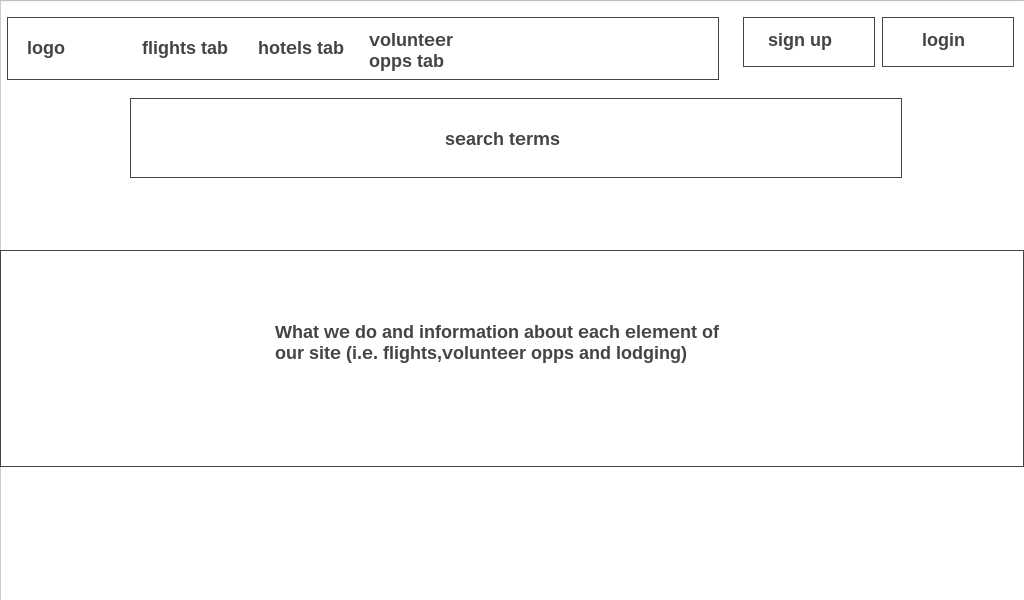 logo
flights tab
hotels tab
volunteer
opps tab
sign up
login
search terms
What we do and information about each element of
our site (i.e. flights,volunteer opps and lodging)